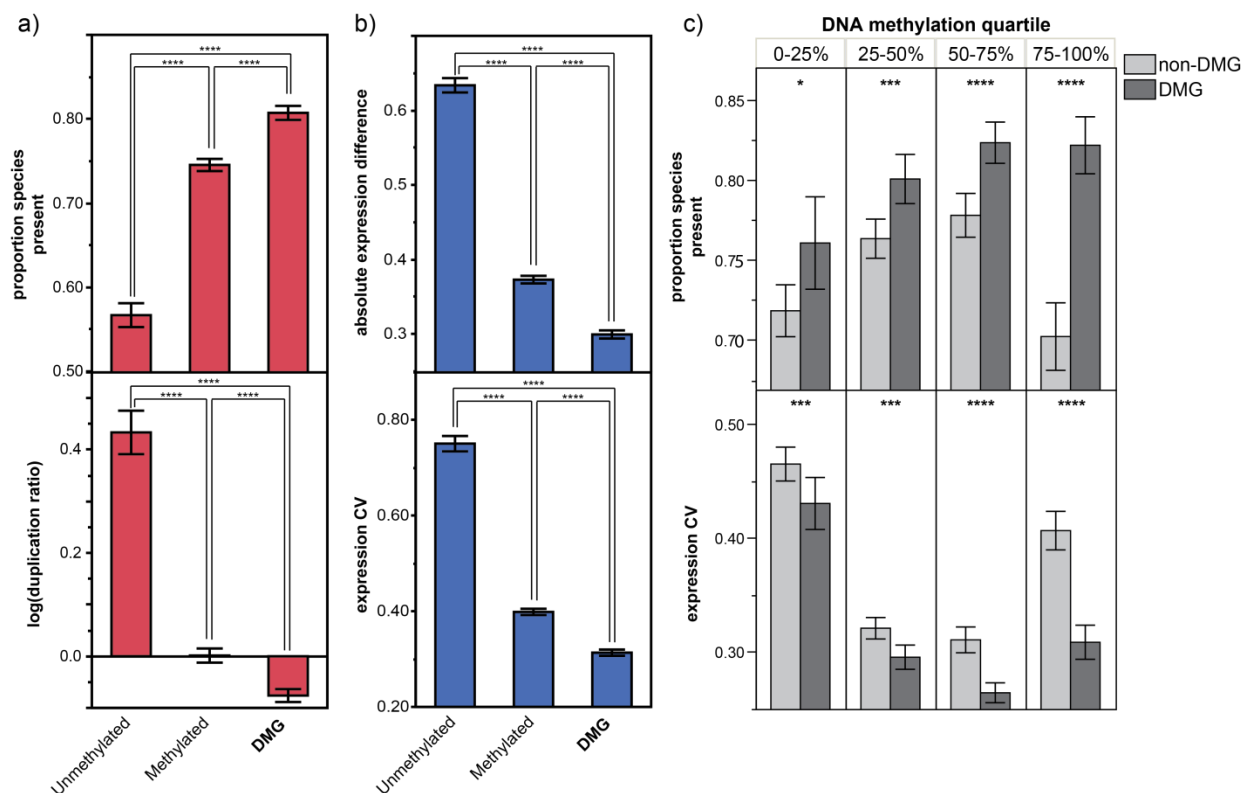 a)
****
****
****
proportion species
present
0.80
0.70
0.60
0.50
****
****
****
log(duplication ratio)
0.4
0.2
0.0
Unmethylated
Methylated
DMG
b)
****
****
****
absolute expression difference
0.6
0.5
0.4
0.3
****
****
****
expression CV
0.80
0.60
0.40
0.20
Unmethylated
Methylated
DMG
c)
DNA methylation quartile
0-25%
25-50%
50-75%
75-100%
non-DMG
DMG
*
***
****
****
proportion species
present
0.85
0.80
0.75
0.70
***
***
****
****
expression CV
0.50
0.40
0.30